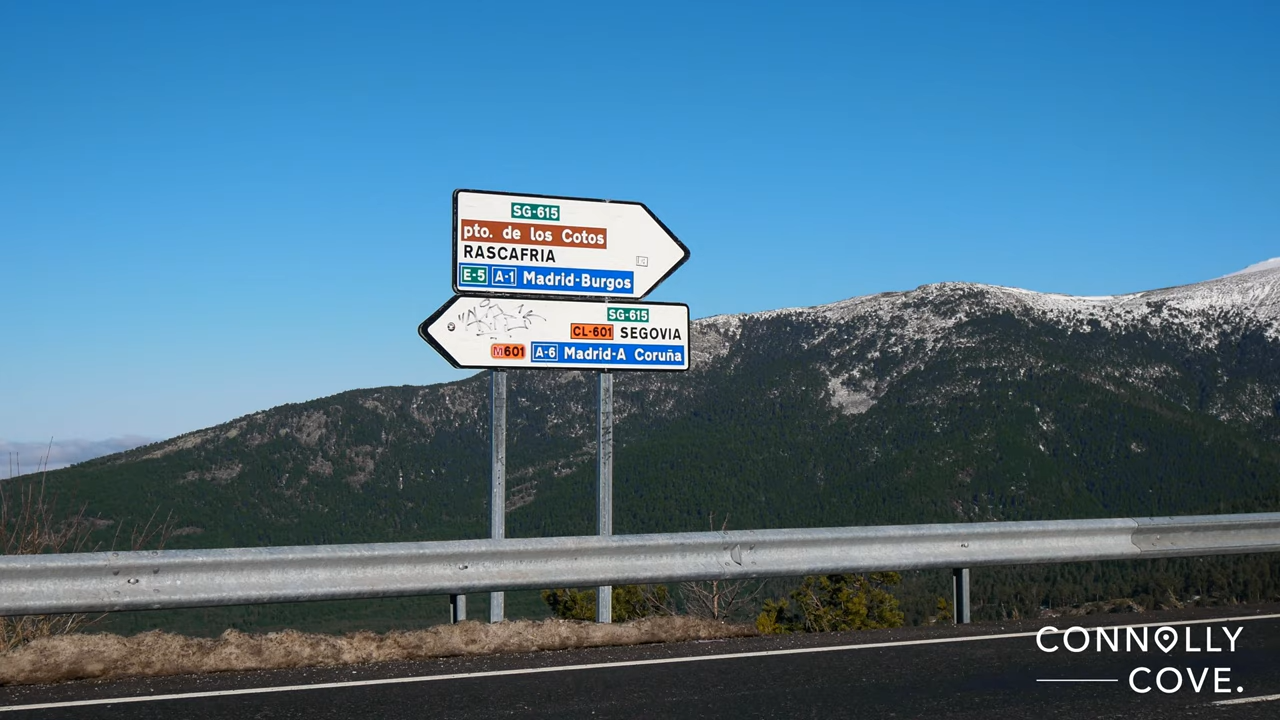 SG-615
pto. de los Cotos
RASCAFRIA
E-5 A-1 Madrid-Burgos
SG-615
CL-601 SEGOVIA
M601 A-6 Madrid-A Coruña
CONNOLLY
COVE.